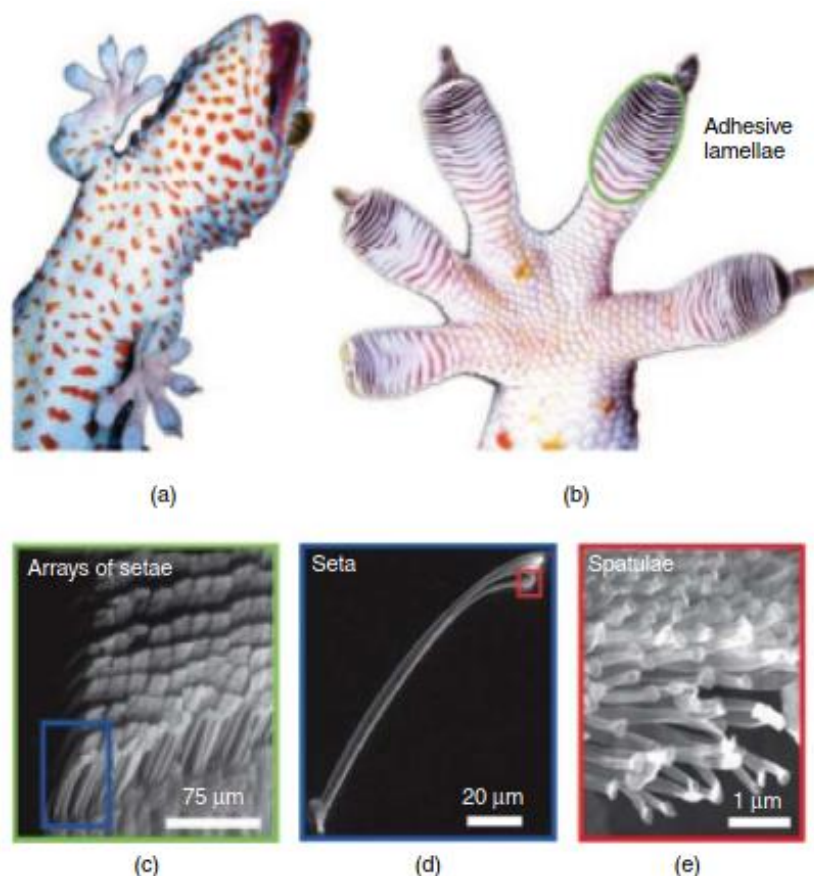 Adhesive
lamellae
(a)
(b)
Arrays of setae
75 μm
(c)
Seta
20 μm
(d)
Spatulae
1 μm
(e)